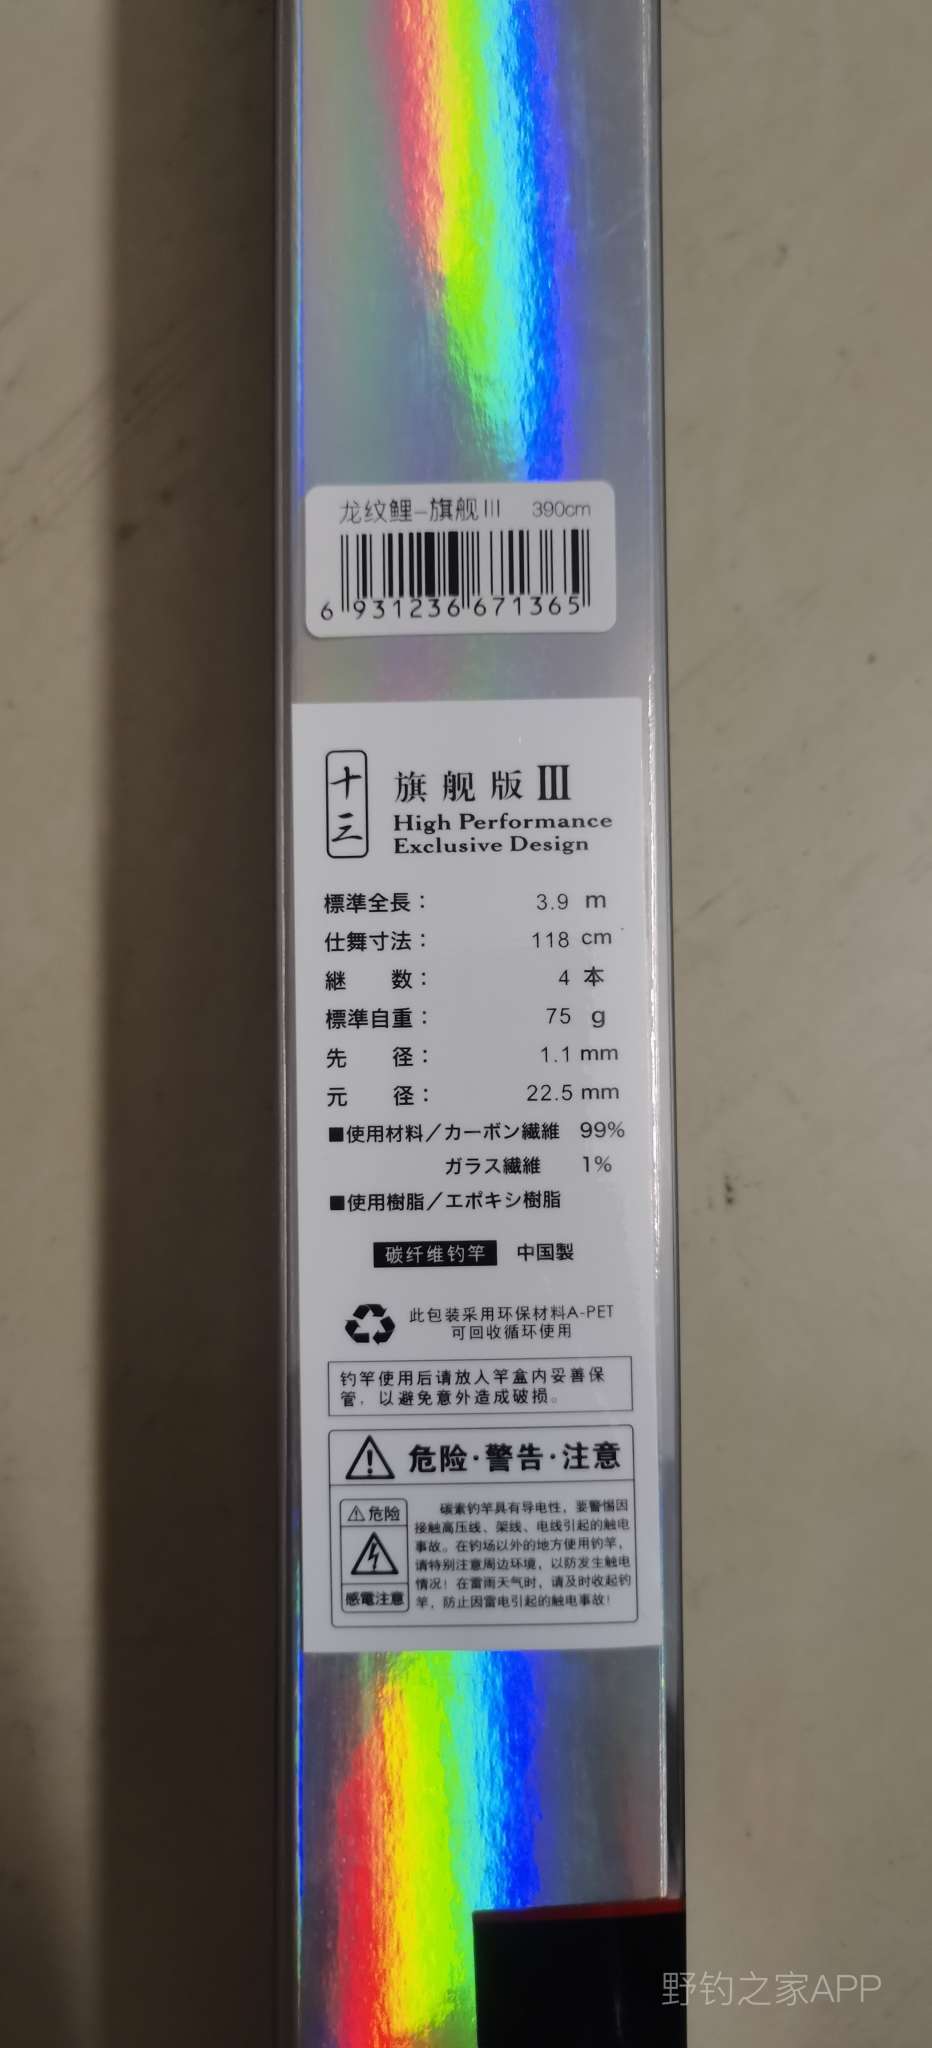 龙纹鲤-旗舰III 390cm
6 931236 671365
十三
旗舰版 III
High Performance
Exclusive Design
標準全長： 3.9 m
仕舞寸法： 118 cm
継 数： 4 本
標準自重： 75 g
先 径： 1.1 mm
元 径： 22.5 mm
■使用材料／カーボン繊維 99%
ガラス繊維 1%
■使用樹脂／エポキシ樹脂
碳纤维钓竿 中国製
此包装采用环保材料A-PET
可回收循环使用
钓竿使用后请放入竿盒内妥善保
管，以避免意外造成破损。
危险·警告·注意
危险
感電注意
碳素钓竿具有导电性，要警惕因
接触高压线、架线、电线引起的触电
事故。在钓场以外的地方使用钓竿，
请特别注意周边环境，以防发生触电
情况！在雷雨天气时，请及时收起钓
竿，防止因雷电引起的触电事故！
野钓之家APP